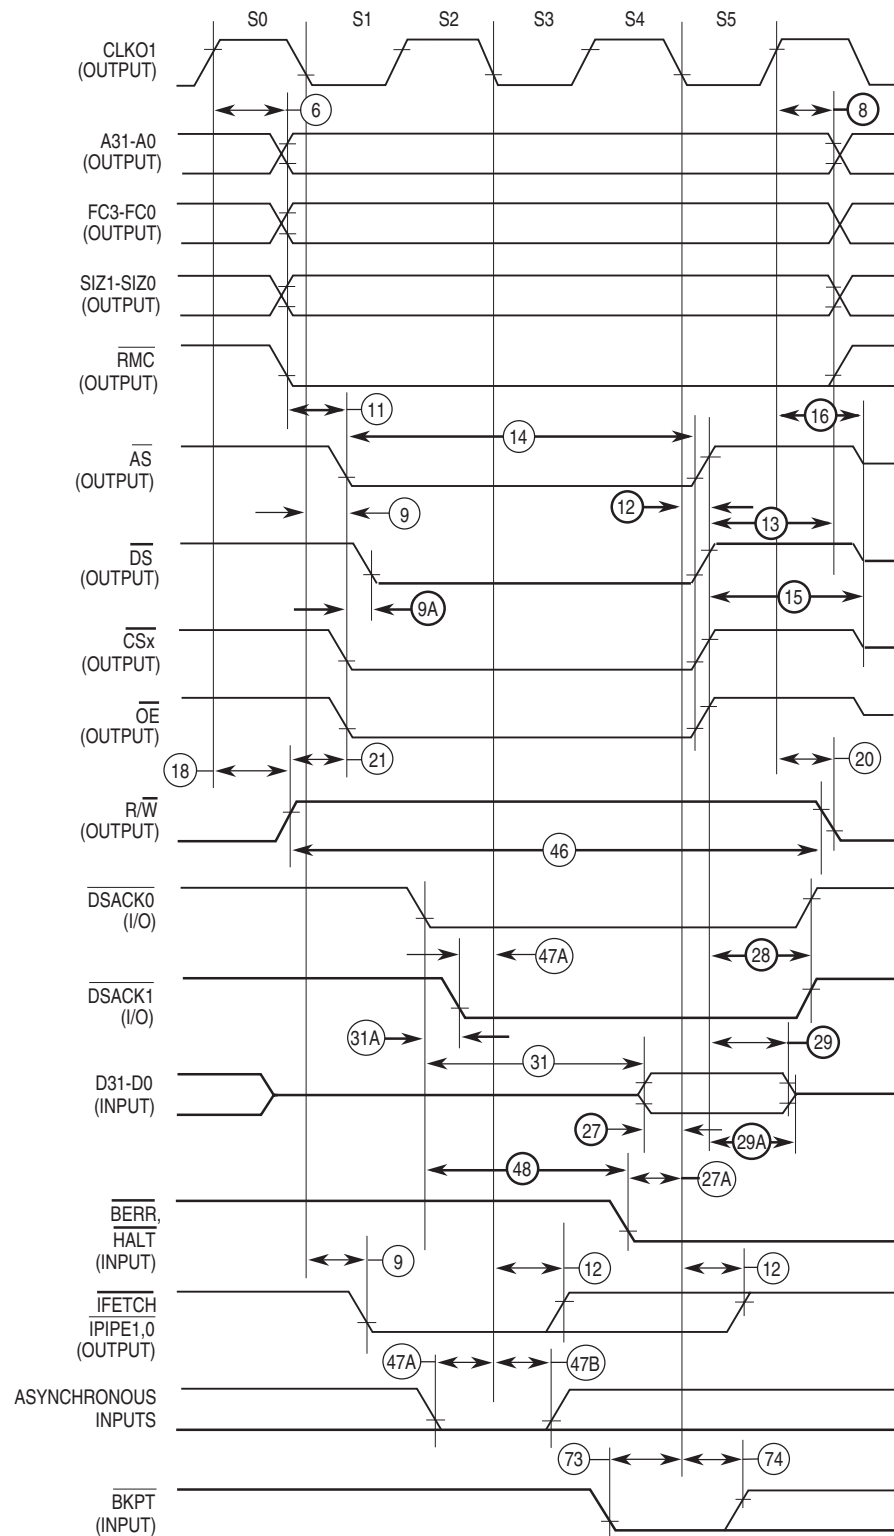 S0 S1 S2 S3 S4 S5
CLKO1
(OUTPUT)
6 8
A31-A0
(OUTPUT)
FC3-FC0
(OUTPUT)
SIZ1-SIZ0
(OUTPUT)
RMC
(OUTPUT)
11 16
14
AS
(OUTPUT)
9 12
13
DS
(OUTPUT)
9A 15
CSx
(OUTPUT)
OE
(OUTPUT)
18 21 20
R/W
(OUTPUT)
46
DSACK0
(I/O)
47A 28
DSACK1
(I/O)
31A 29
31
D31-D0
(INPUT)
27 29A
48 27A
BERR,
HALT
(INPUT)
9 12 12
IFETCH
IPIPE1,0
(OUTPUT)
47A 47B
ASYNCHRONOUS
INPUTS
73 74
BKPT
(INPUT)